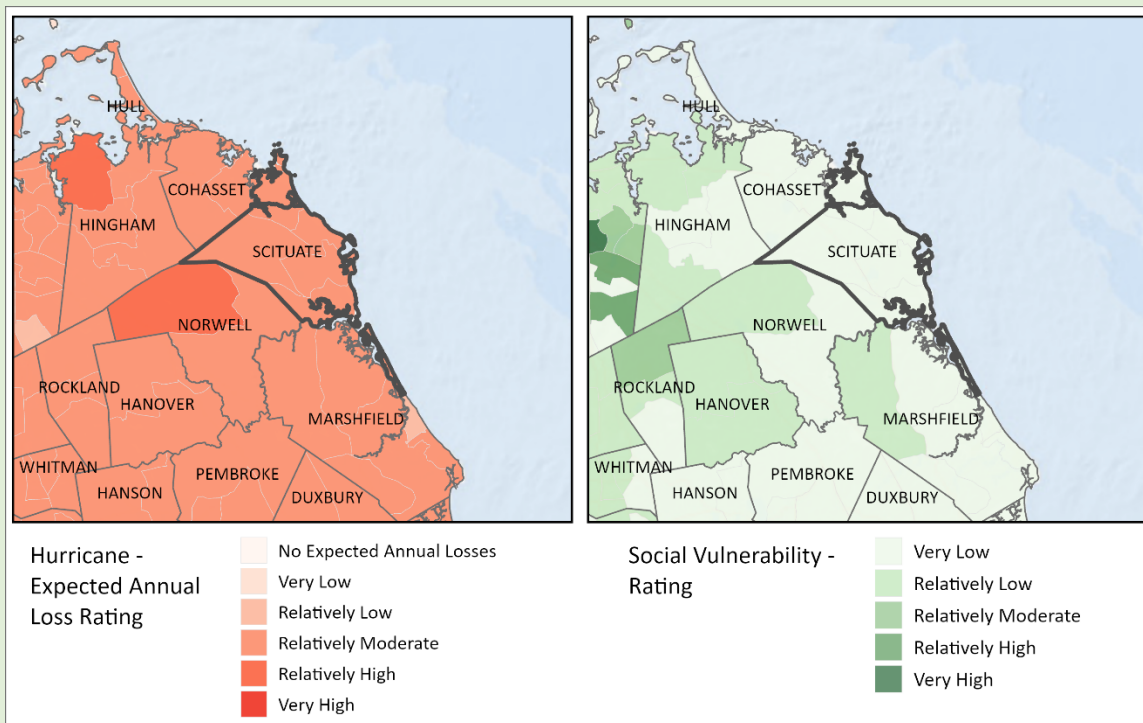 HULL
COHASSET
HINGHAM
SCITUATE
NORWELL
ROCKLAND
HANOVER
MARSHFIELD
WHITMAN
PEMBROKE
HANSON
DUXBURY
Hurricane -
Expected Annual
Loss Rating
No Expected Annual Losses
Very Low
Relatively Low
Relatively Moderate
Relatively High
Very High
HULL
COHASSET
HINGHAM
SCITUATE
NORWELL
ROCKLAND
HANOVER
MARSHFIELD
WHITMAN
PEMBROKE
HANSON
DUXBURY
Social Vulnerability -
Rating
Very Low
Relatively Low
Relatively Moderate
Relatively High
Very High